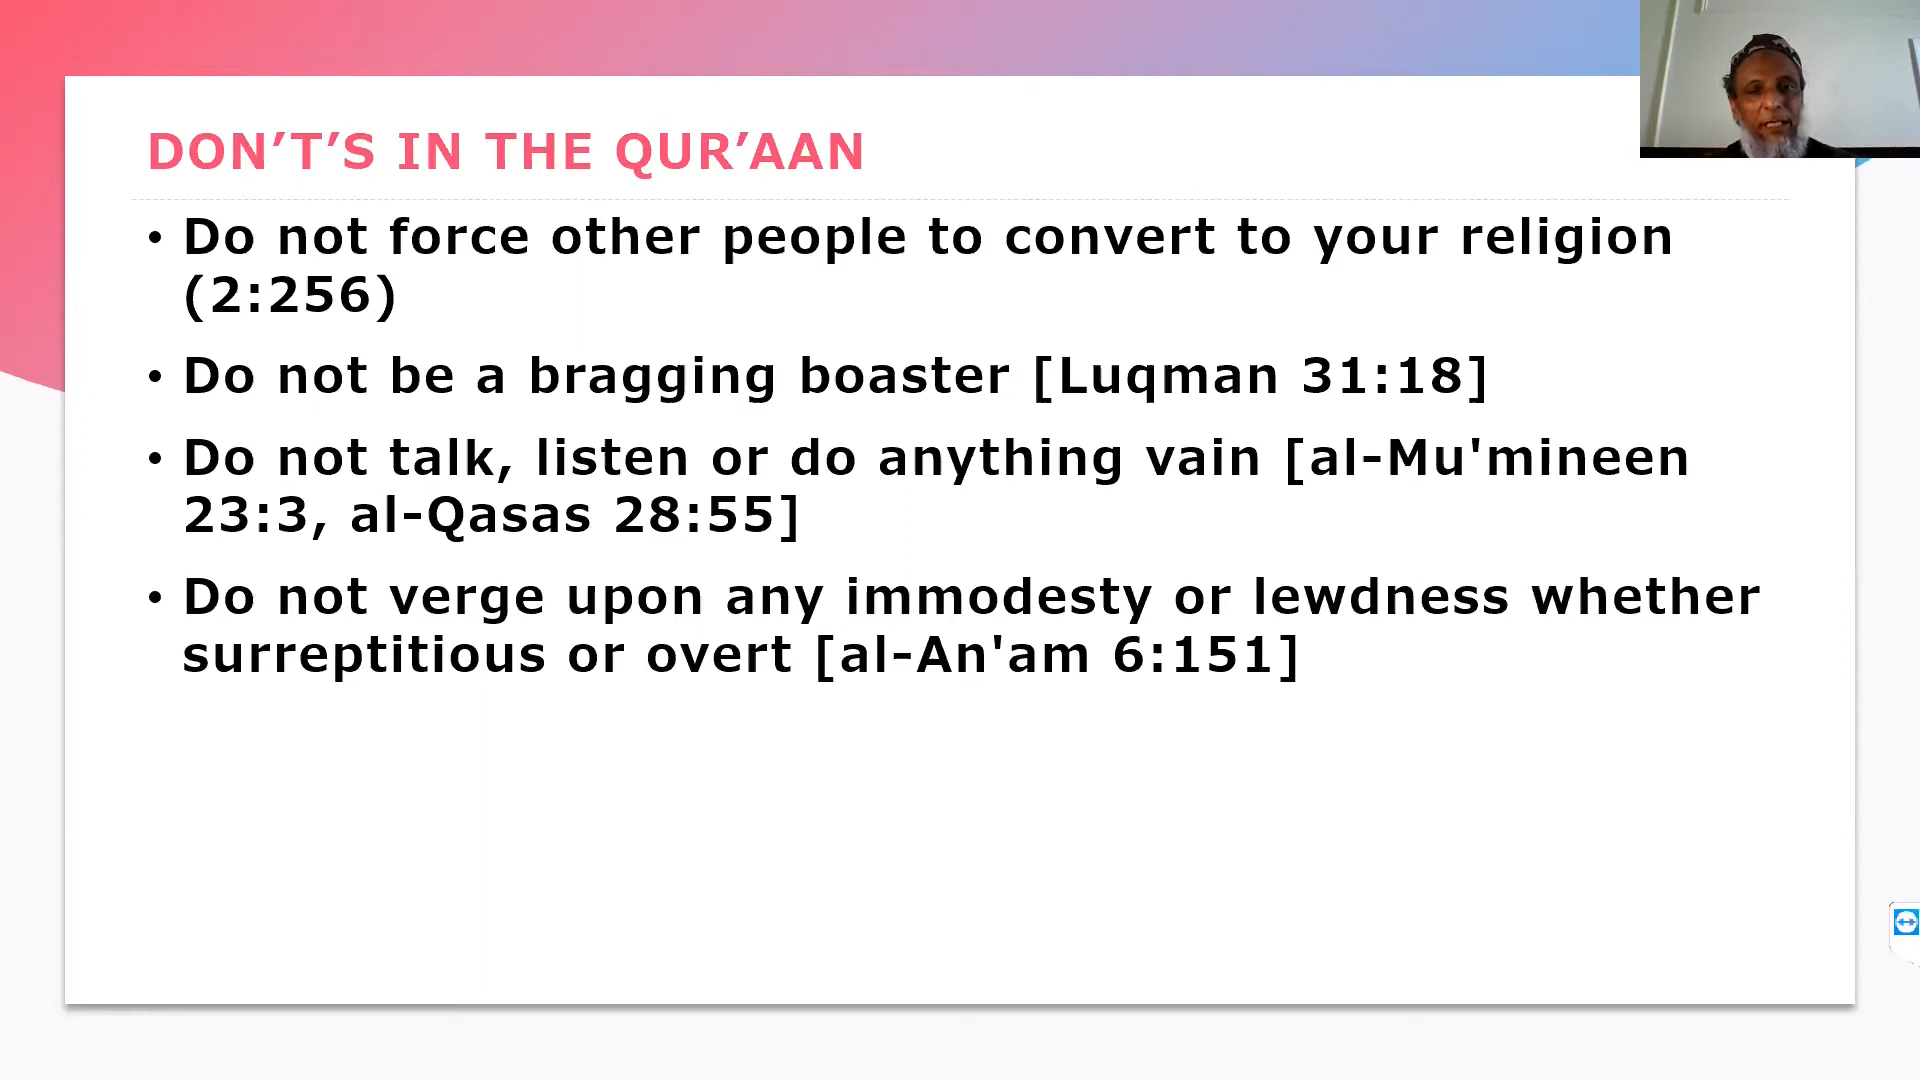 DON’T’S IN THE QUR’AAN
• Do not force other people to convert to your religion
(2:256)
• Do not be a bragging boaster [Luqman 31:18]
• Do not talk, listen or do anything vain [al-Mu'mineen
23:3, al-Qasas 28:55]
• Do not verge upon any immodesty or lewdness whether
surreptitious or overt [al-An'am 6:151]